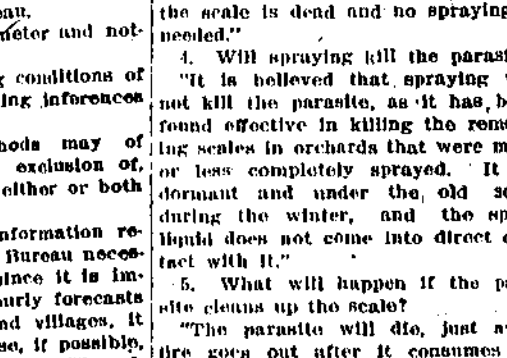 eau.
meter and not-
conditions of
ing inferences
hods may of
exclusion of,
either or both
nformation re-
Bureau neces-
since it is im-
ourly forecasts
nd villages, it
se, if possible,
the scale is dead and no spraying
needed."
4. Will spraying kill the paras
"It is believed that spraying
not kill the parasite, as it has b
found effective in killing the rem
ing scales in orchards that were m
or less completely sprayed. It
dormant and under the old s
during the winter, and the sp
liquid does not come into direct
tact with it."
5. What will happen if the p
site cleans up the scale?
"The parasite will die, just a
fire goes out after it consumes